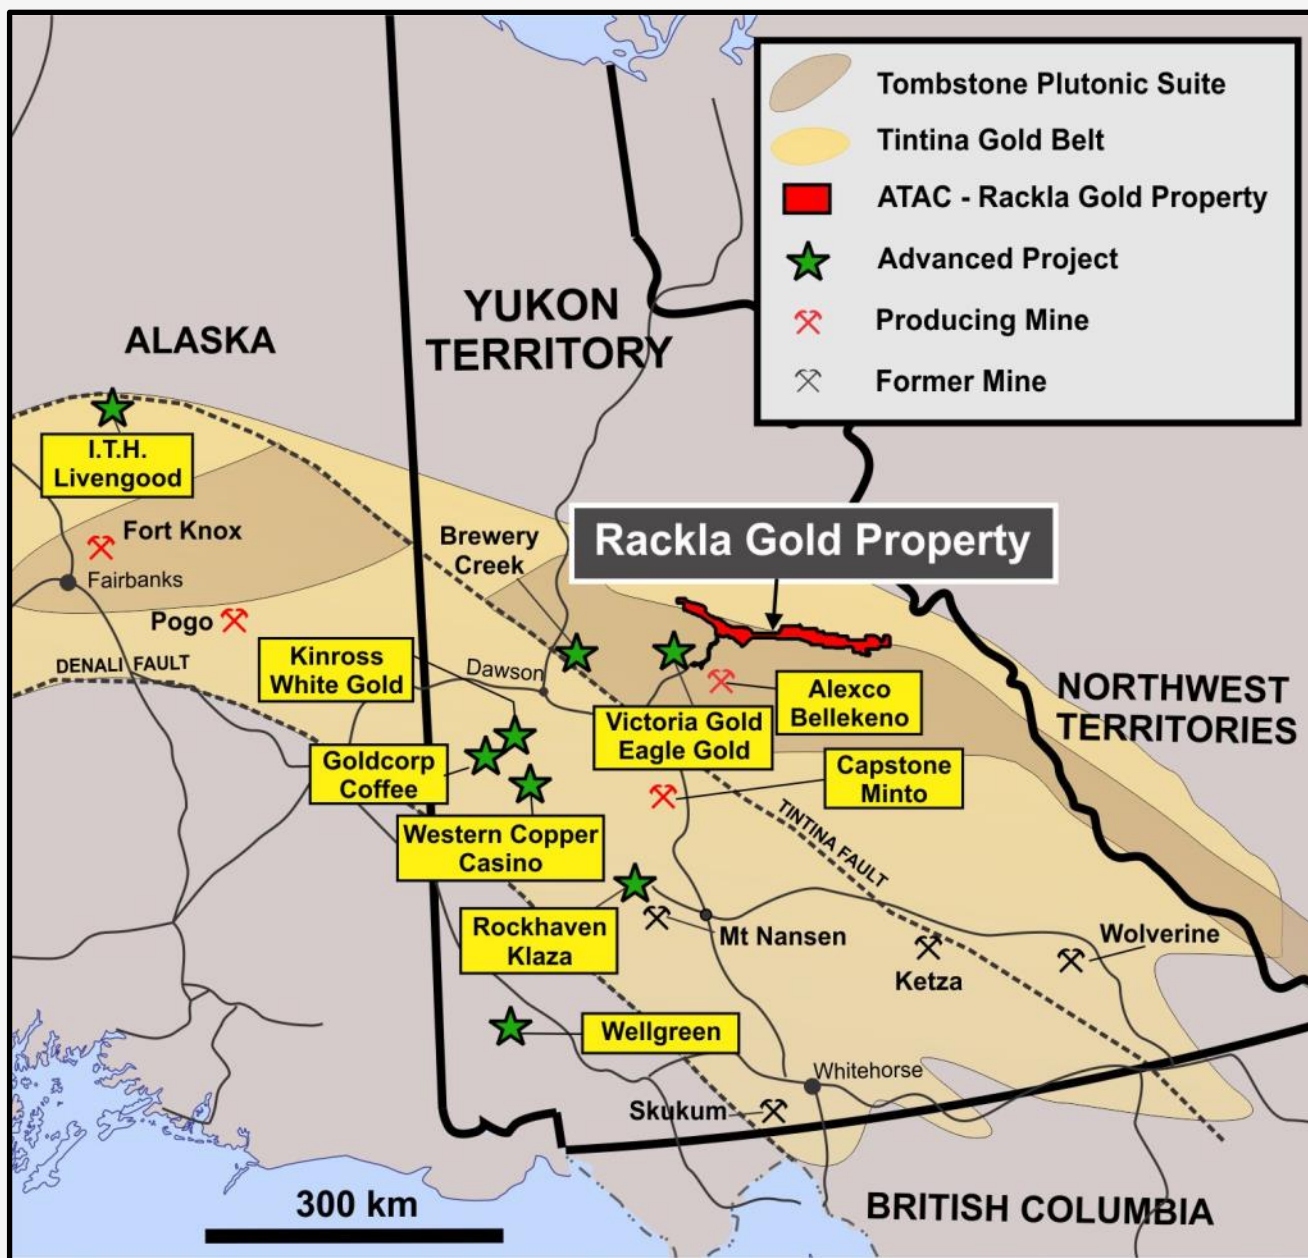 Tombstone Plutonic Suite
Tintina Gold Belt
ATAC - Rackla Gold Property
Advanced Project
Producing Mine
Former Mine
YUKON
TERRITORY
ALASKA
I.T.H.
Livengood
Fort Knox
Fairbanks
Pogo
DENALI FAULT
Brewery
Creek
Rackla Gold Property
Kinross
White Gold
Dawson
Victoria Gold
Eagle Gold
Alexco
Bellekeno
NORTHWEST
TERRITORIES
Goldcorp
Coffee
Capstone
Minto
Western Copper
Casino
TINTINA FAULT
Rockhaven
Klaza
Mt Nansen
Ketza
Wolverine
Wellgreen
Whitehorse
Skukum
BRITISH COLUMBIA
300 km